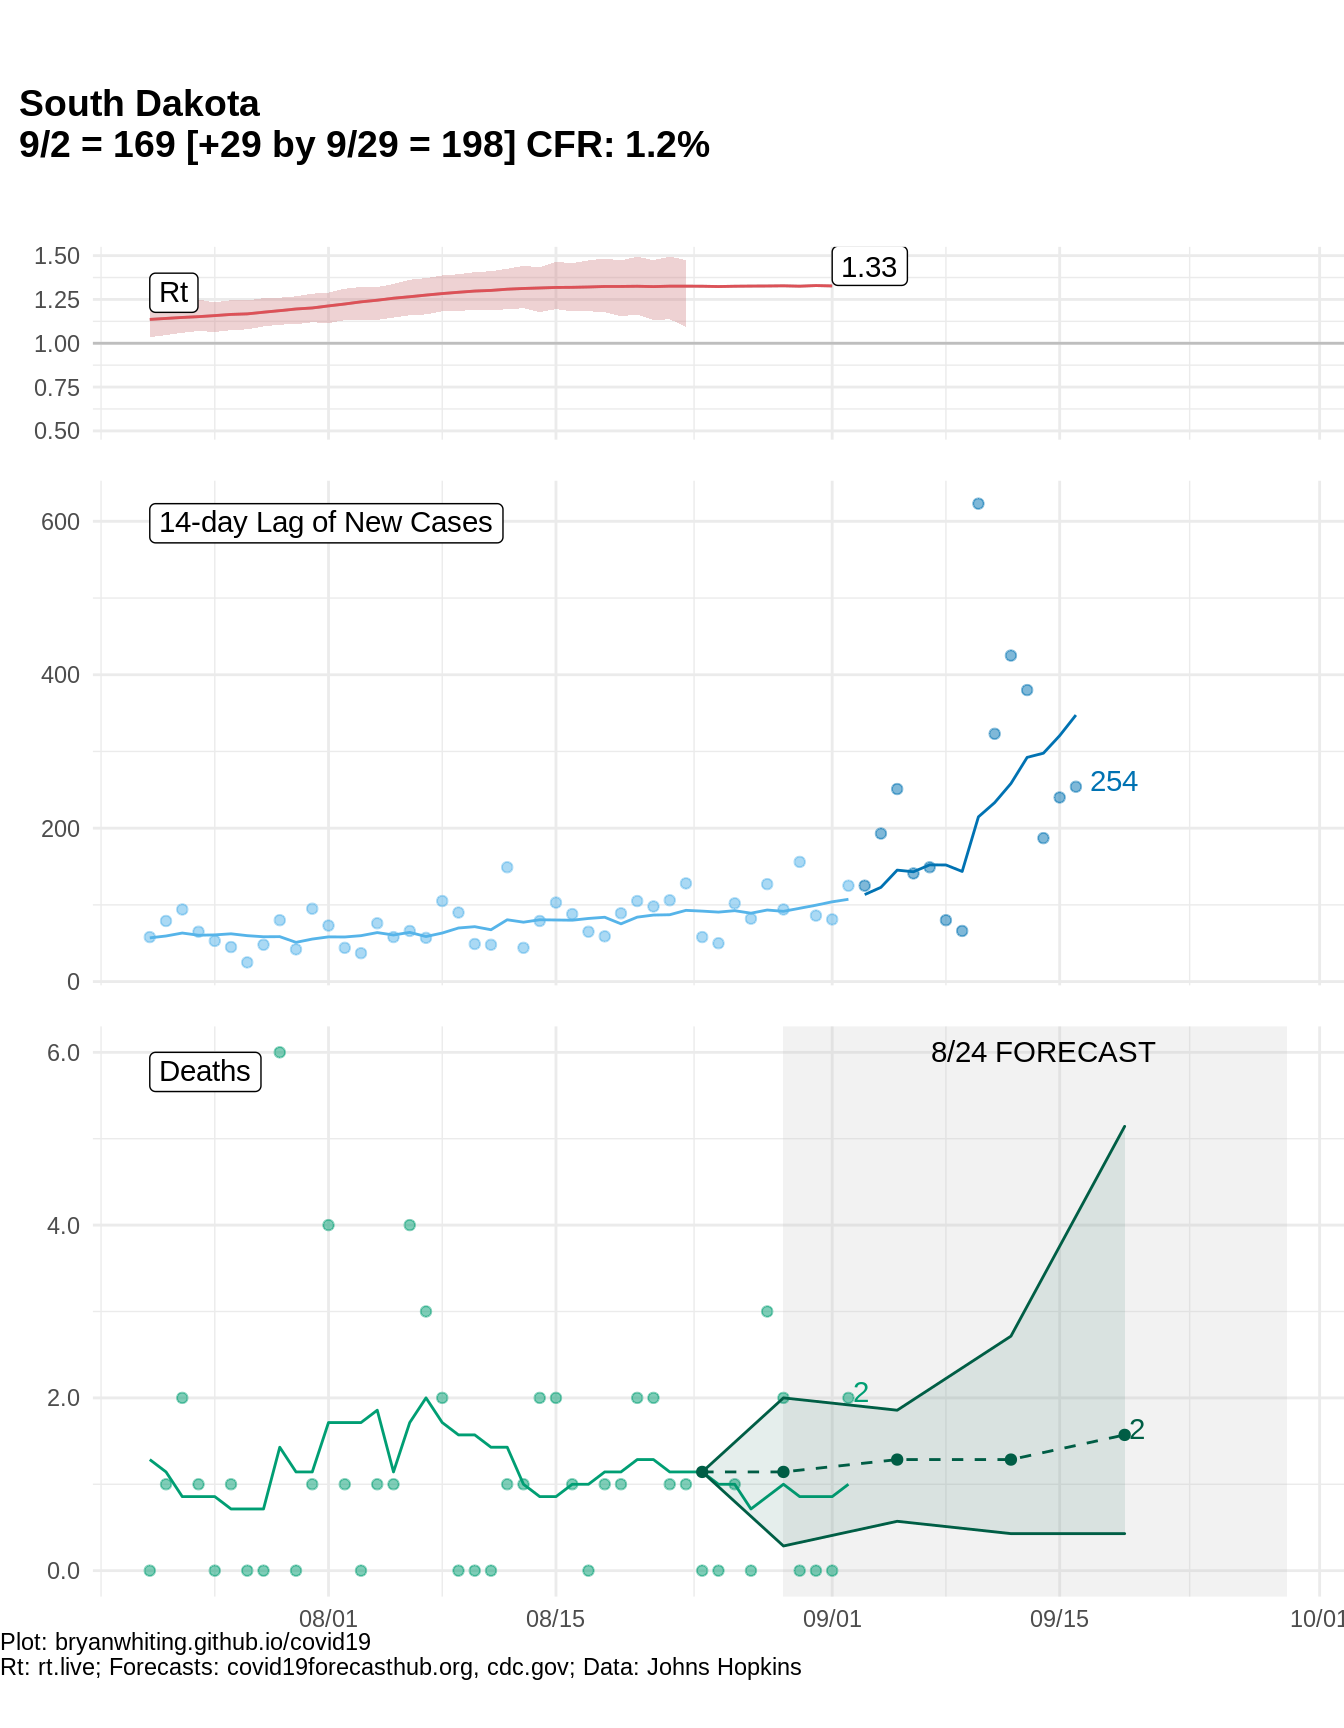 South Dakota
9/2 = 169 [+29 by 9/29 = 198] CFR: 1.2%
1.50
1.33
Rt
1.25
1.00
0.75
0.50
14-day Lag of New Cases
600
400
254
200
0
8/24 FORECAST
6.0
Deaths
4.0
2.0
2
2
0.0
08/01 08/15 09/01 09/15 10/01
Plot: bryanwhiting.github.io/covid19
Rt: rt.live; Forecasts: covid19forecasthub.org, cdc.gov; Data: Johns Hopkins